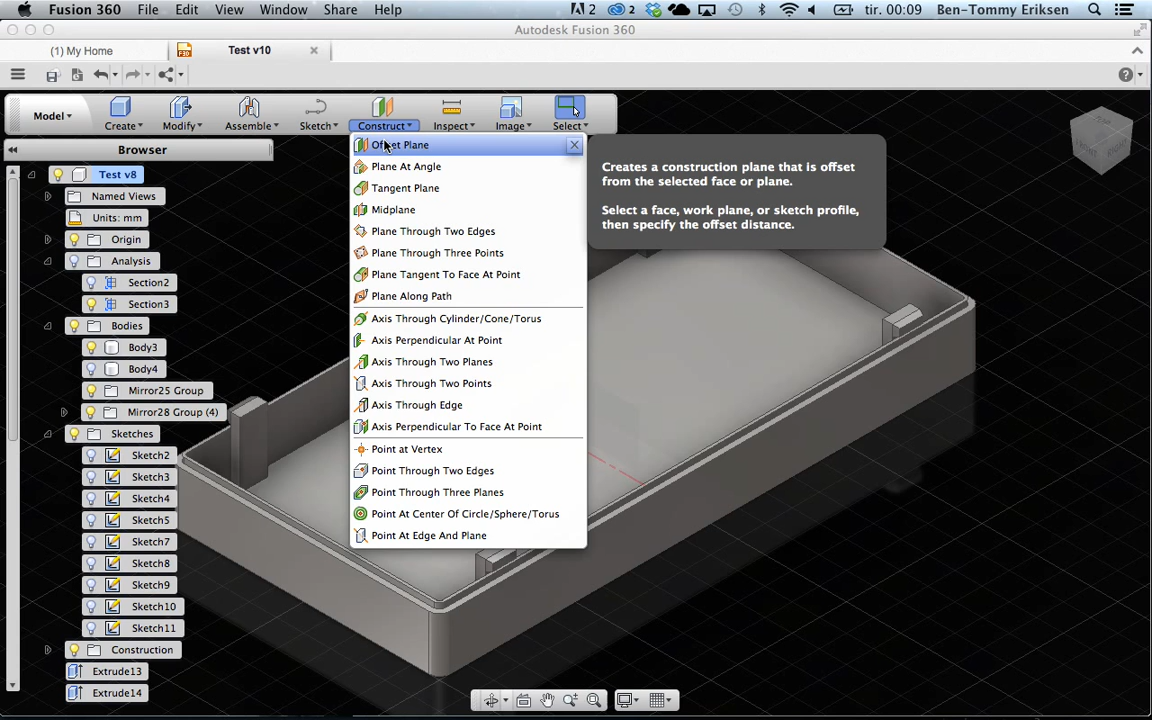 Fusion 360 File Edit View Window Share Help 2 2 tir. 00:09 Ben-Tommy Eriksen
Autodesk Fusion 360
(1) My Home Test v10
Model Create Modify Assemble Sketch Construct Inspect Image Select
Browser
Test v8
Named Views
Units: mm
Origin
Analysis
Section2
Section3
Bodies
Body3
Body4
Mirror25 Group
Mirror28 Group (4)
Sketches
Sketch2
Sketch3
Sketch4
Sketch5
Sketch7
Sketch8
Sketch9
Sketch10
Sketch11
Construction
Extrude13
Extrude14
Offset Plane
Plane At Angle
Tangent Plane
Midplane
Plane Through Two Edges
Plane Through Three Points
Plane Tangent To Face At Point
Plane Along Path
Axis Through Cylinder/Cone/Torus
Axis Perpendicular At Point
Axis Through Two Planes
Axis Through Two Points
Axis Through Edge
Axis Perpendicular To Face At Point
Point at Vertex
Point Through Two Edges
Point Through Three Planes
Point At Center Of Circle/Sphere/Torus
Point At Edge And Plane
Creates a construction plane that is offset
from the selected face or plane.
Select a face, work plane, or sketch profile,
then specify the offset distance.